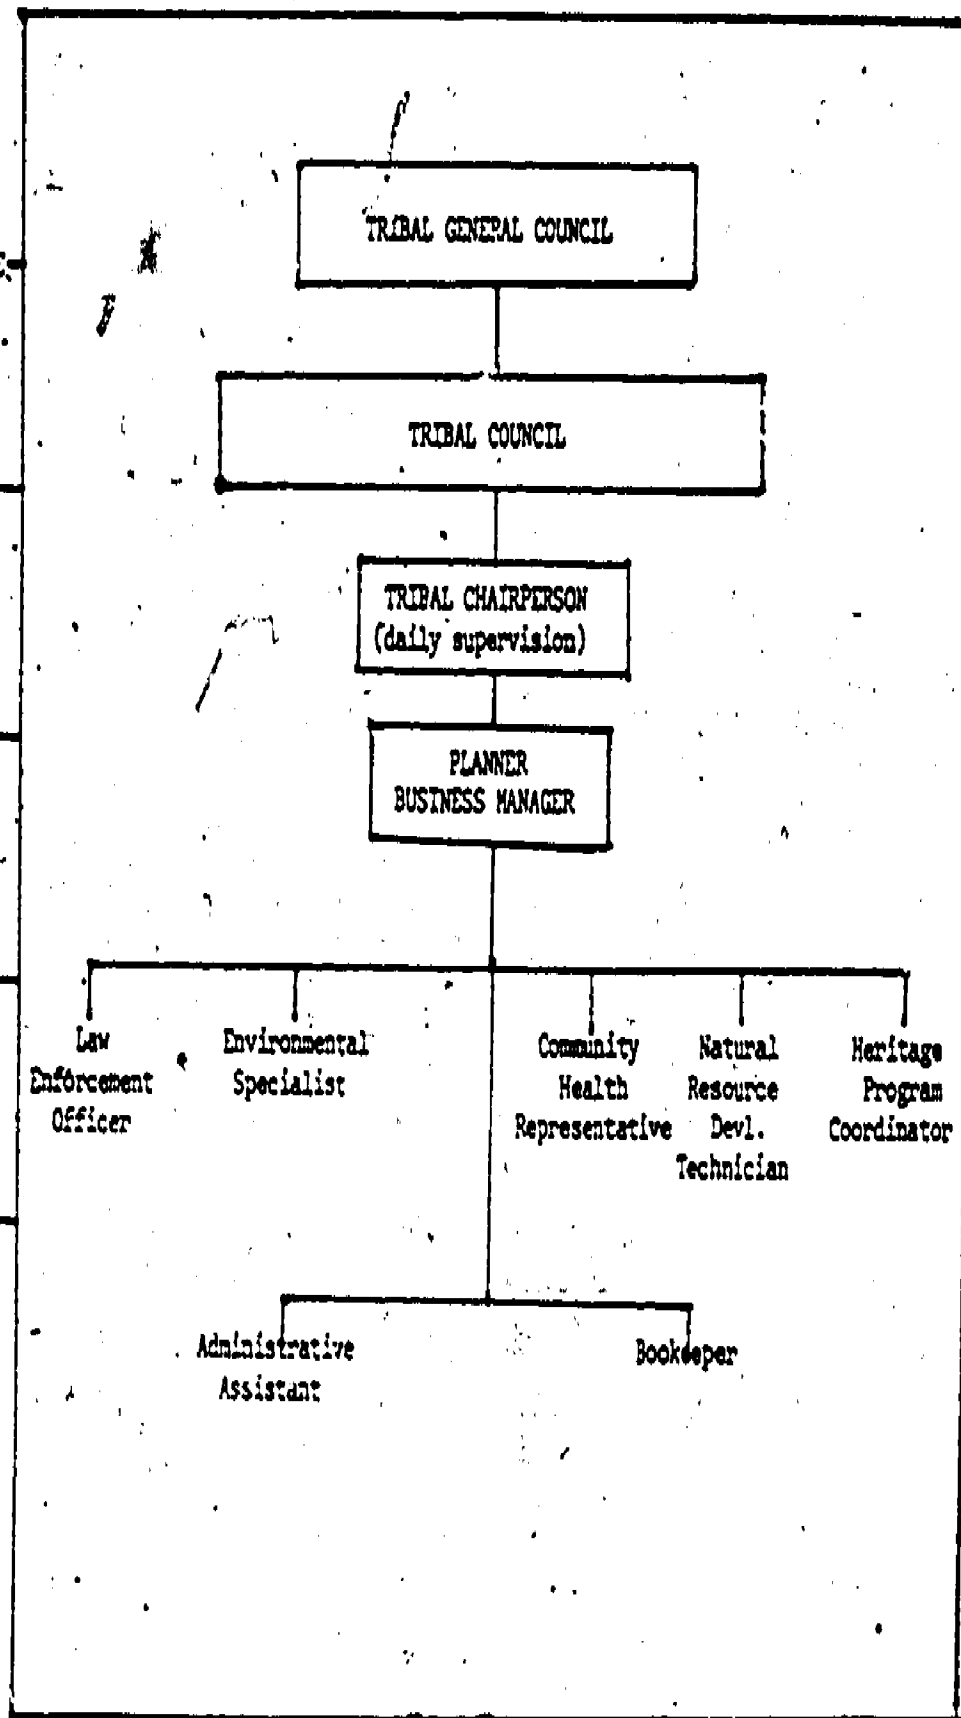 TRIBAL GENERAL COUNCIL
TRIBAL COUNCIL
TRIBAL CHAIRPERSON
(daily supervision)
PLANNER
BUSINESS MANAGER
Law
Enforcement
Officer
Environmental
Specialist
Community
Health
Representative
Natural
Resource
Devl.
Technician
Heritage
Program
Coordinator
Administrative
Assistant
Bookkeeper